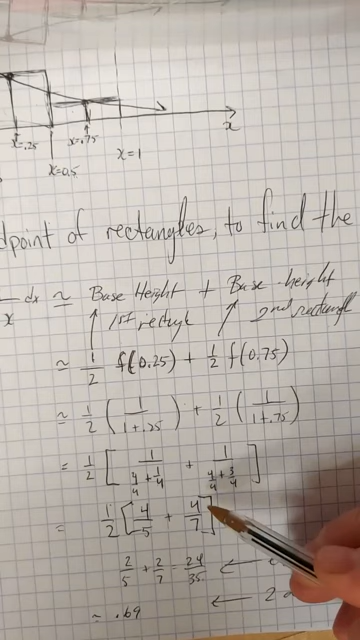 x=.25 x=.75 x
x=0.5 x=1
dpoint of rectangles, to find the
x dx ≈ Base Height + Base height
1st rectangle 2nd rectangle
≈ 1/2 f(0.25) + 1/2 f(0.75)
≈ 1/2 ( 1/1+.25 ) + 1/2 ( 1/1+.75 )
= 1/2 [ 1/4/4+1/4 + 1/4/4+3/4 ]
= 1/2 [ 4/5 + 4/7 ]
2/5 + 2/7 = 24/35 ←
~ .69 ← 2